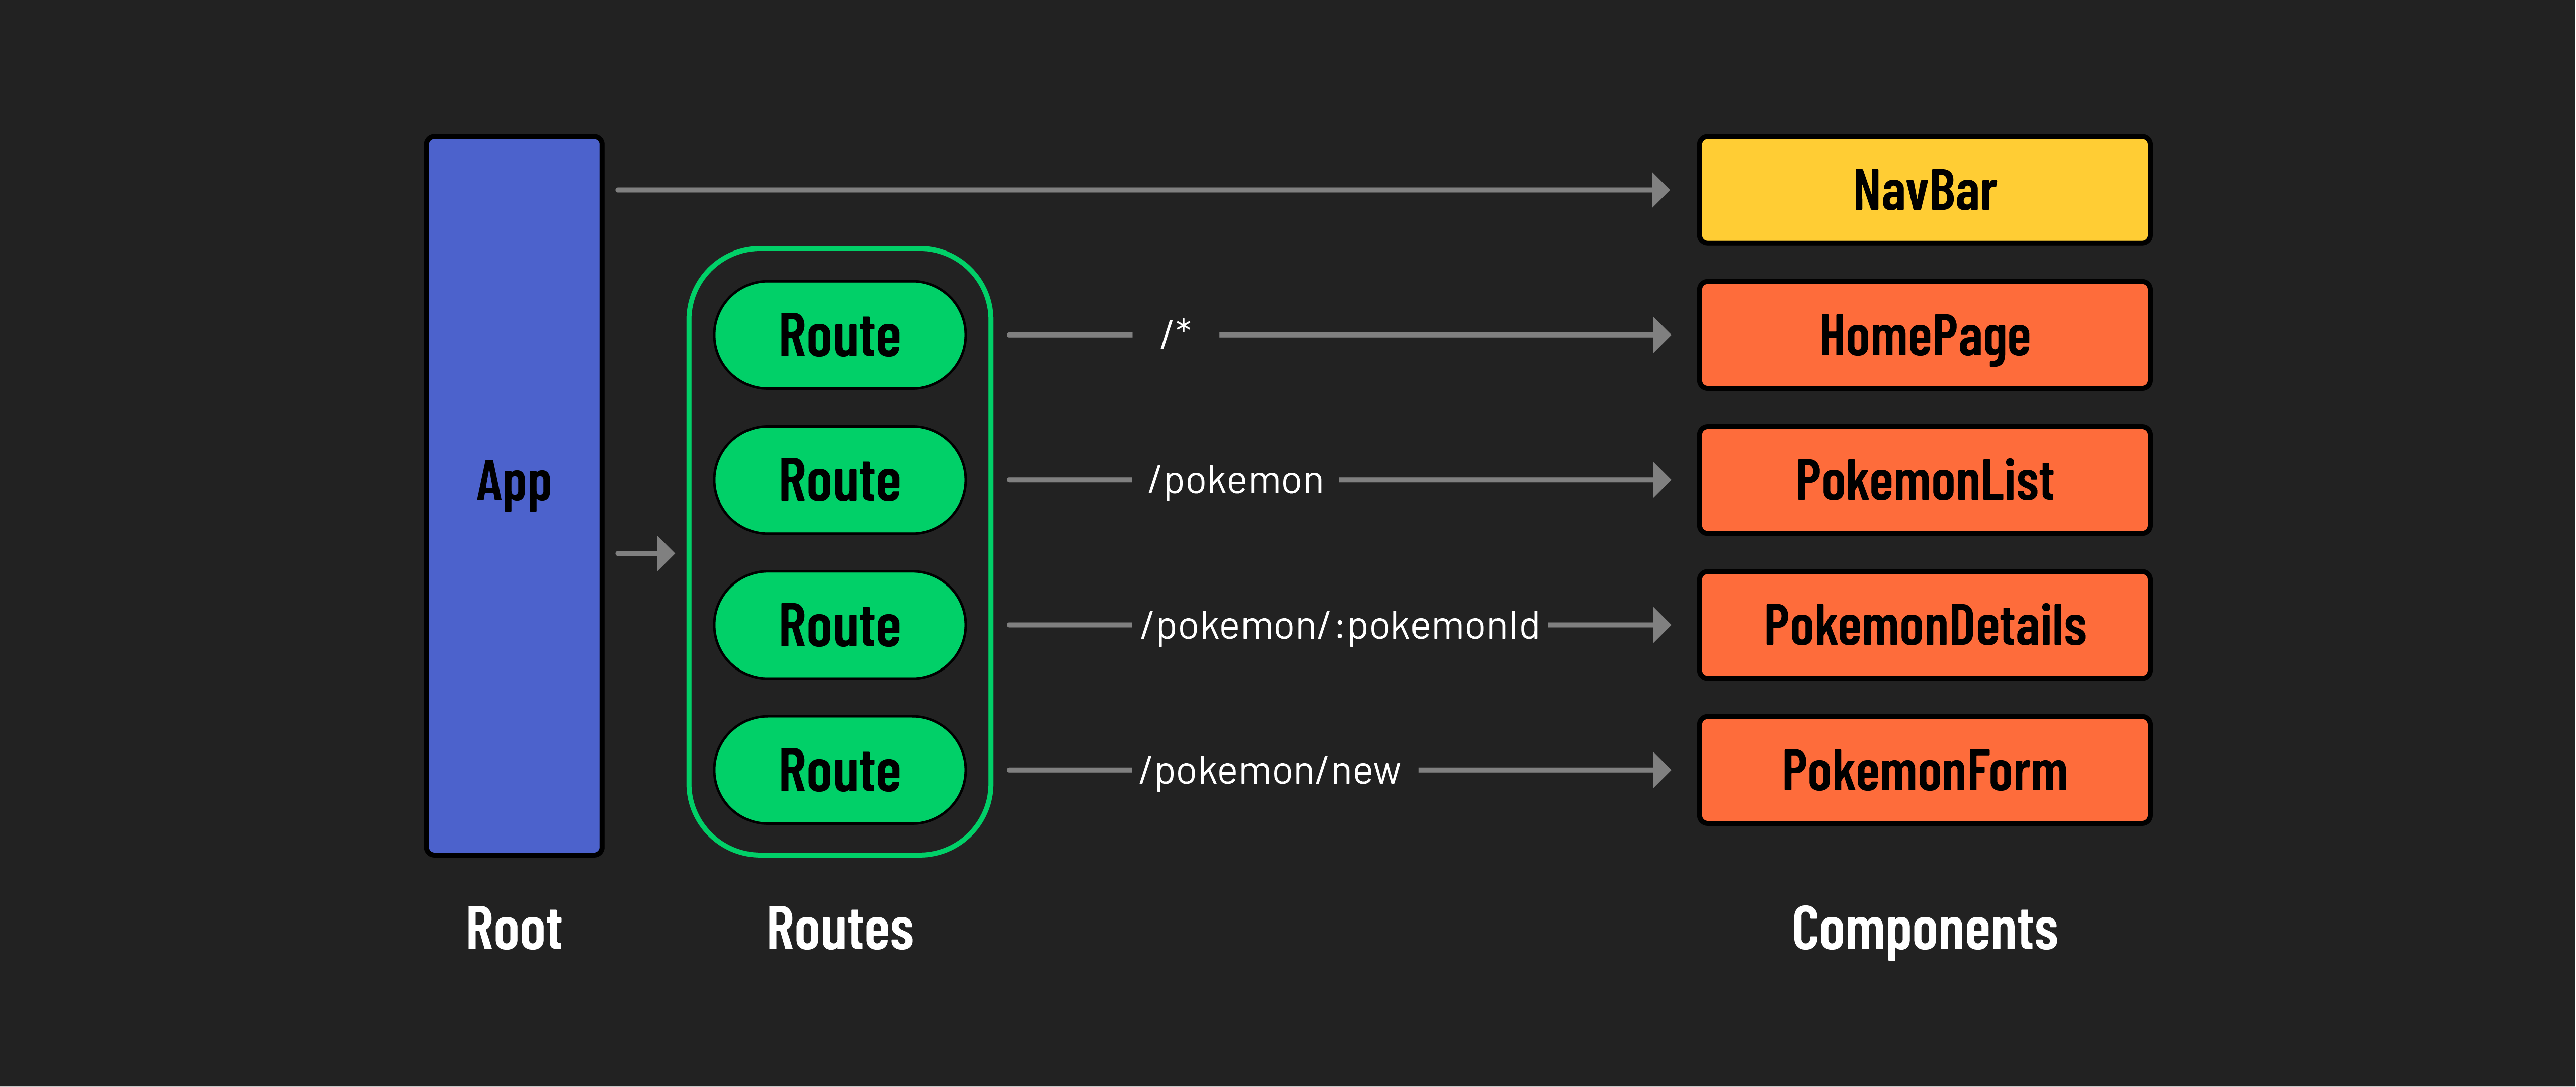 App
NavBar
Route
/*
HomePage
Route
/pokemon
PokemonList
Route
/pokemon/:pokemonId
PokemonDetails
Route
/pokemon/new
PokemonForm
Root
Routes
Components